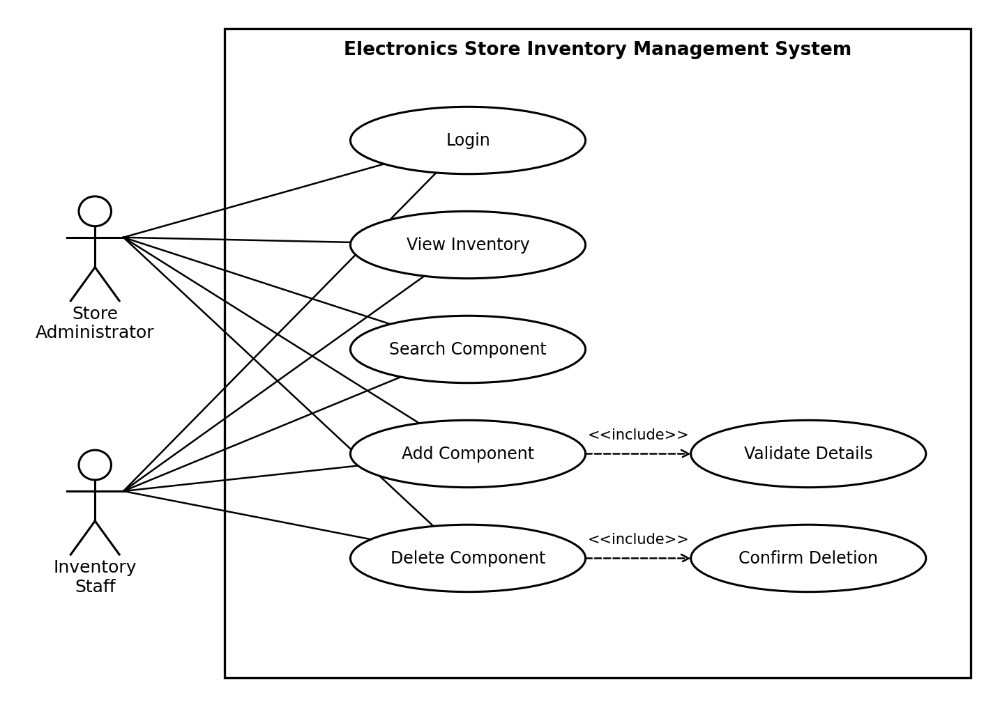 Electronics Store Inventory Management System
Login
View Inventory
Store
Administrator
Search Component
Add Component
<<include>>
Validate Details
Inventory
Staff
Delete Component
<<include>>
Confirm Deletion